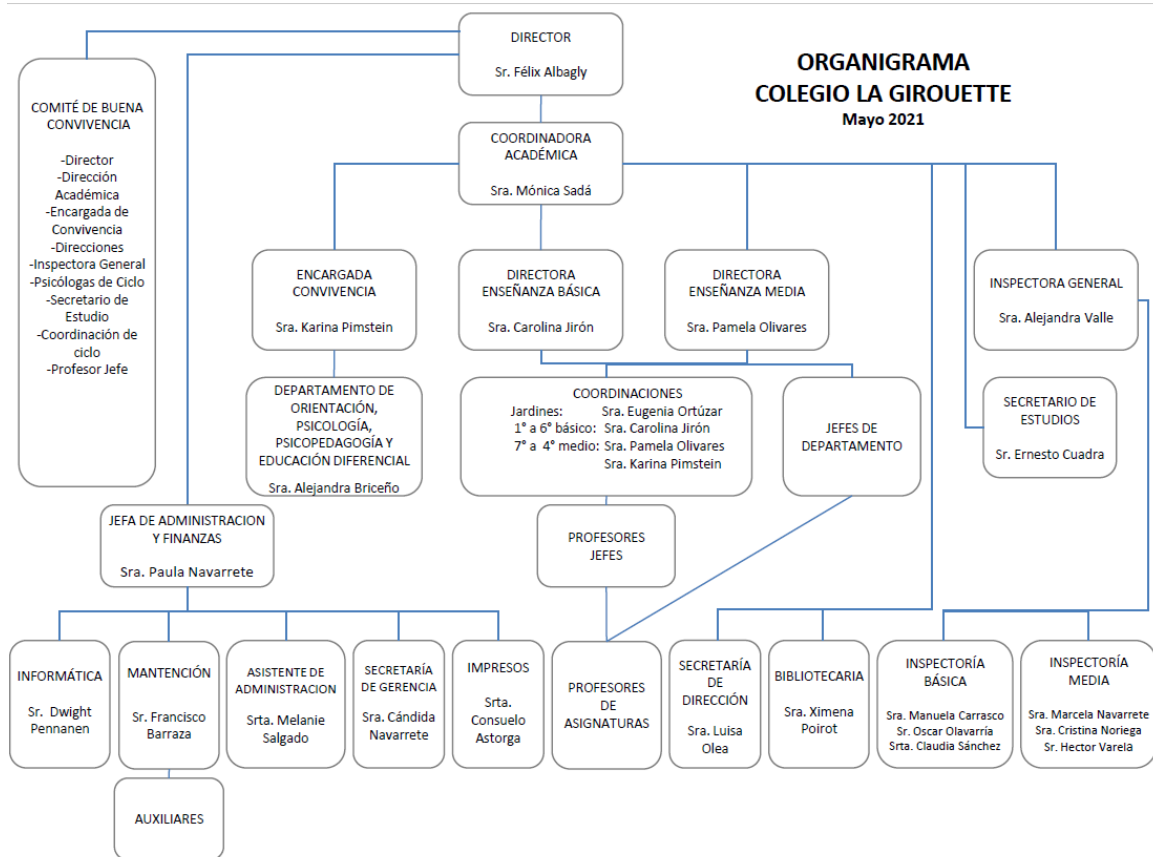 DIRECTOR
Sr. Félix Albagly
ORGANIGRAMA
COLEGIO LA GIROUETTE
Mayo 2021
COMITÉ DE BUENA
CONVIVENCIA
-Director
-Dirección
Académica
-Encargada de
Convivencia
-Direcciones
-Inspectora General
-Psicólogas de Ciclo
-Secretario de
Estudio
-Coordinación de
ciclo
-Profesor Jefe
COORDINADORA
ACADÉMICA
Sra. Mónica Sadá
ENCARGADA
CONVIVENCIA
Sra. Karina Pimstein
DIRECTORA
ENSEÑANZA BÁSICA
Sra. Carolina Jirón
DIRECTORA
ENSEÑANZA MEDIA
Sra. Pamela Olivares
INSPECTORA GENERAL
Sra. Alejandra Valle
DEPARTAMENTO DE
ORIENTACIÓN,
PSICOLOGÍA,
PSICOPEDAGOGÍA Y
EDUCACIÓN DIFERENCIAL
Sra. Alejandra Briceño
COORDINACIONES
Jardines: Sra. Eugenia Ortúzar
1° a 6° básico: Sra. Carolina Jirón
7° a 4° medio: Sra. Pamela Olivares
Sra. Karina Pimstein
JEFES DE
DEPARTAMENTO
SECRETARIO DE
ESTUDIOS
Sr. Ernesto Cuadra
JEFA DE ADMINISTRACION
Y FINANZAS
Sra. Paula Navarrete
PROFESORES
JEFES
INFORMÁTICA
Sr. Dwight
Pennanen
MANTENCIÓN
Sr. Francisco
Barraza
ASISTENTE DE
ADMINISTRACION
Srta. Melanie
Salgado
SECRETARÍA
DE GERENCIA
Sra. Cándida
Navarrete
IMPRESOS
Srta.
Consuelo
Astorga
PROFESORES
DE
ASIGNATURAS
SECRETARÍA
DE
DIRECCIÓN
Sra. Luisa
Olea
BIBLIOTECARIA
Sra. Ximena
Poirot
INSPECTORÍA
BÁSICA
Sra. Manuela Carrasco
Sr. Oscar Olavarría
Srta. Claudia Sánchez
INSPECTORÍA
MEDIA
Sra. Marcela Navarrete
Sra. Cristina Noriega
Sr. Hector Varela
AUXILIARES